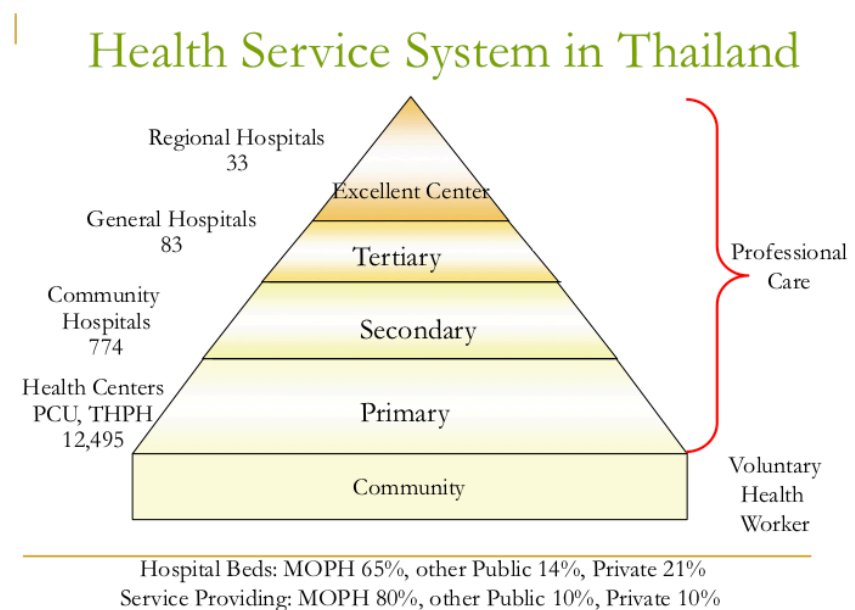 Health Service System in Thailand
Regional Hospitals
33
Excellent Center
General Hospitals
83
Tertiary
Professional
Care
Community
Hospitals
774
Secondary
Health Centers
PCU, THPH
12,495
Primary
Community
Voluntary
Health
Worker
Hospital Beds: MOPH 65%, other Public 14%, Private 21%
Service Providing: MOPH 80%, other Public 10%, Private 10%